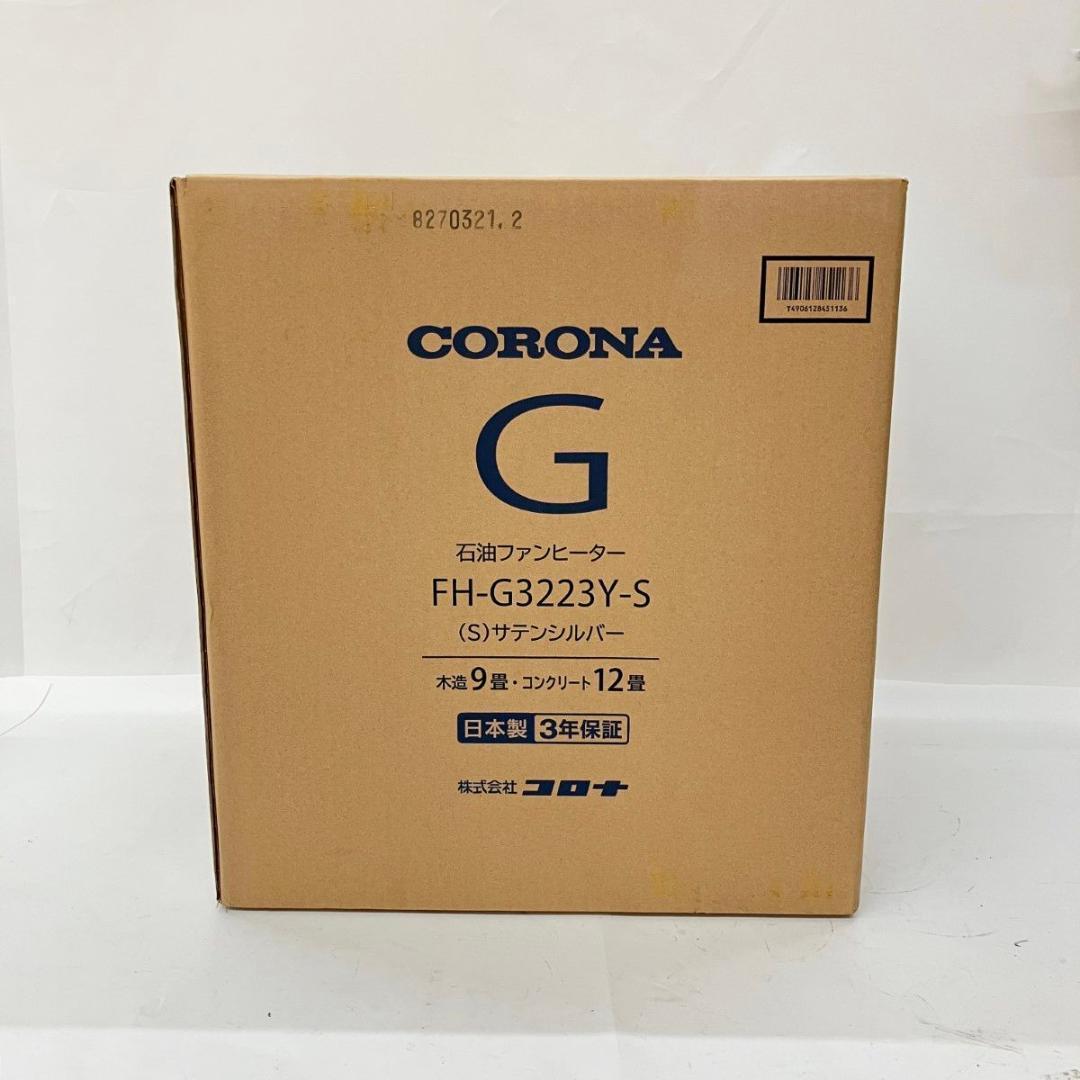 8270321.2
T4906128451136
CORONA
G
石油ファンヒーター
FH-G3223Y-S
(S)サテンシルバー
木造9畳・コンクリート12畳
日本製 3年保証
株式会社 コロナ